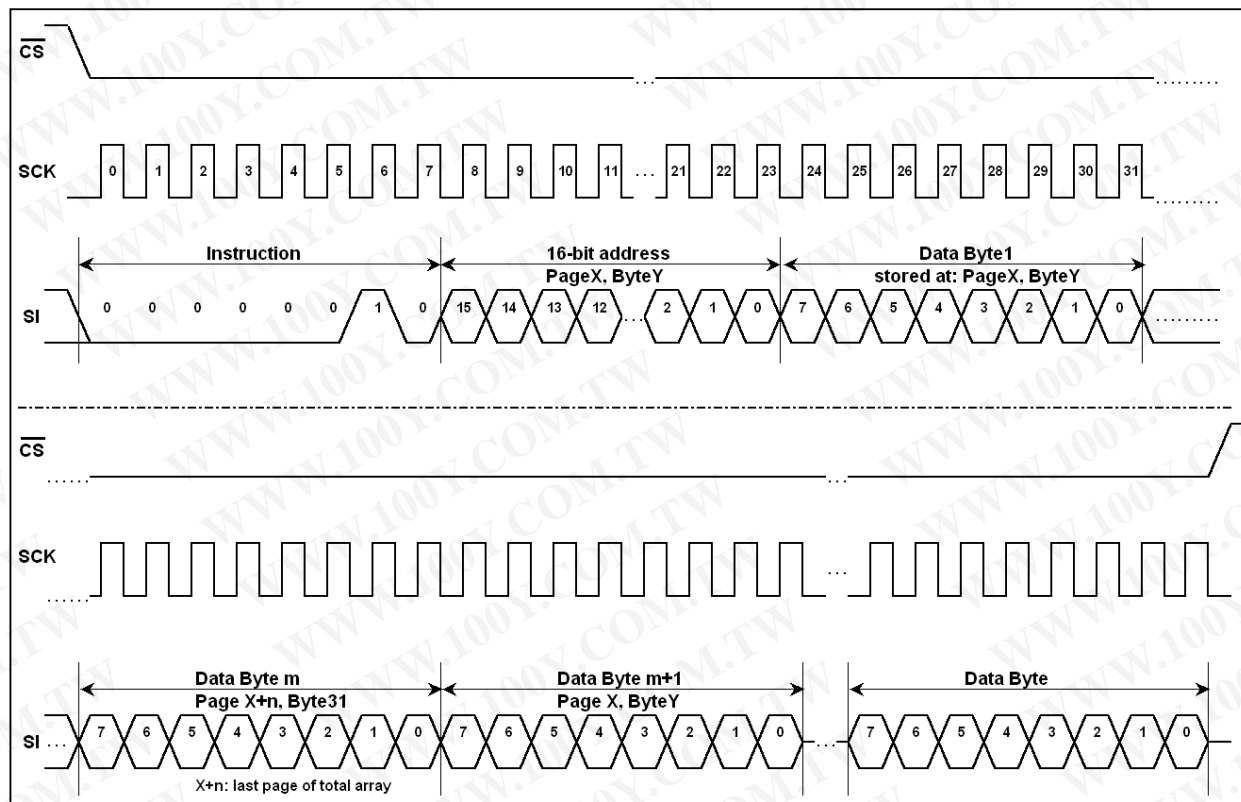 CS
SCK
0 1 2 3 4 5 6 7 8 9 10 11 ... 21 22 23 24 25 26 27 28 29 30 31
Instruction
16-bit address
PageX, ByteY
Data Byte1
stored at: PageX, ByteY
SI
0 0 0 0 0 0 1 0 15 14 13 12 ... 2 1 0 7 6 5 4 3 2 1 0
CS
SCK
Data Byte m
Page X+n, Byte31
Data Byte m+1
Page X, ByteY
Data Byte
SI ... 7 6 5 4 3 2 1 0 7 6 5 4 3 2 1 0 ... 7 6 5 4 3 2 1 0
X+n: last page of total array
WWW.100Y.COM.TW